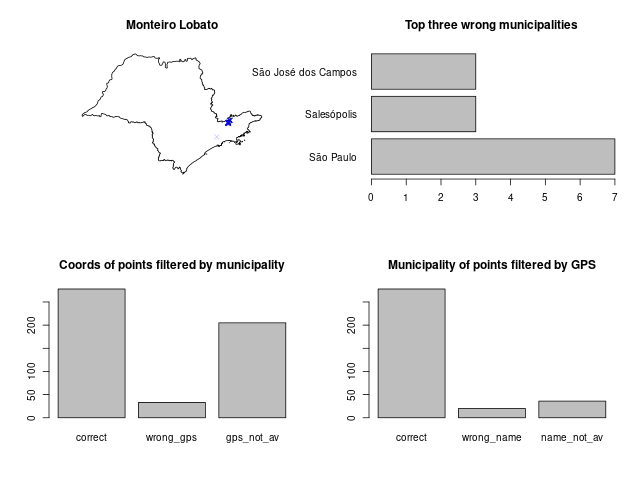 Monteiro Lobato
Top three wrong municipalities
São José dos Campos
Salesópolis
São Paulo
0 1 2 3 4 5 6 7
Coords of points filtered by municipality
200
100
50
0
correct wrong_gps gps_not_av
Municipality of points filtered by GPS
200
100
50
0
correct wrong_name name_not_av